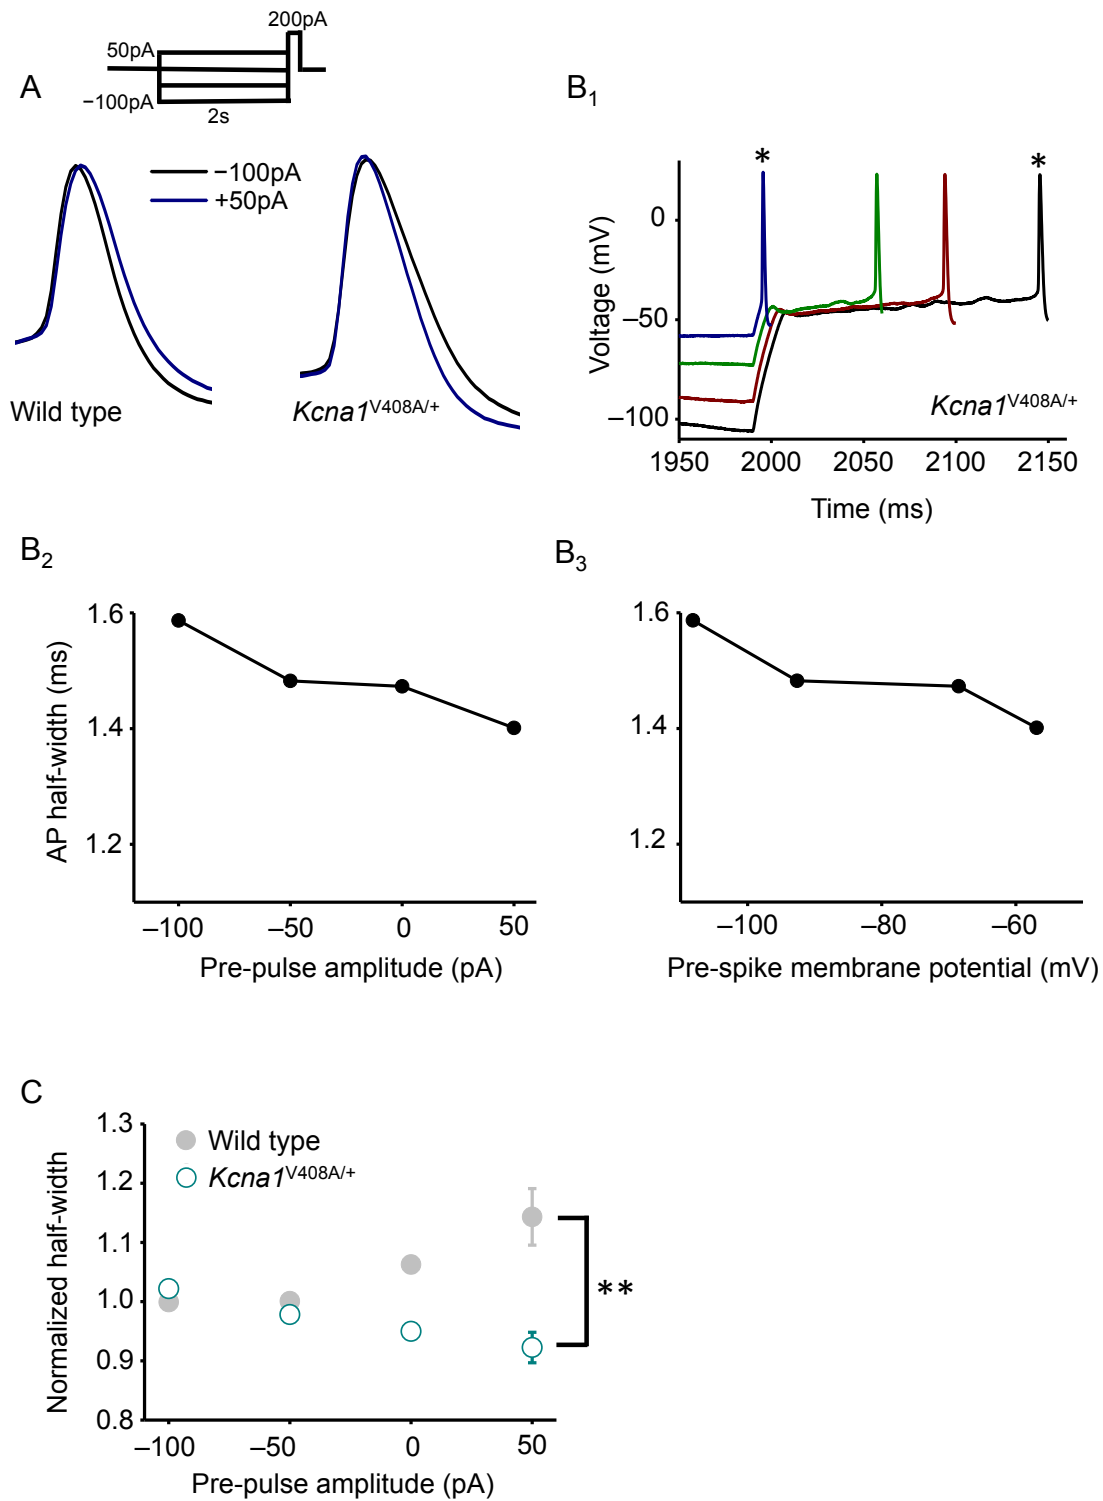 200pA
50pA
A
−100pA
2s
−100pA
+50pA
Wild type
Kcna1V408A/+
B1
*
*
0
–50
–100
Voltage (mV)
Kcna1V408A/+
1950 2000 2050 2100 2150
Time (ms)
B2
1.6
1.4
1.2
AP half-width (ms)
–100 –50 0 50
Pre-pulse amplitude (pA)
B3
1.6
1.4
1.2
–100 –80 –60
Pre-spike membrane potential (mV)
C
1.3
1.2
1.1
1.0
0.9
0.8
Normalized half-width
Wild type
Kcna1V408A/+
**
–100 –50 0 50
Pre-pulse amplitude (pA)